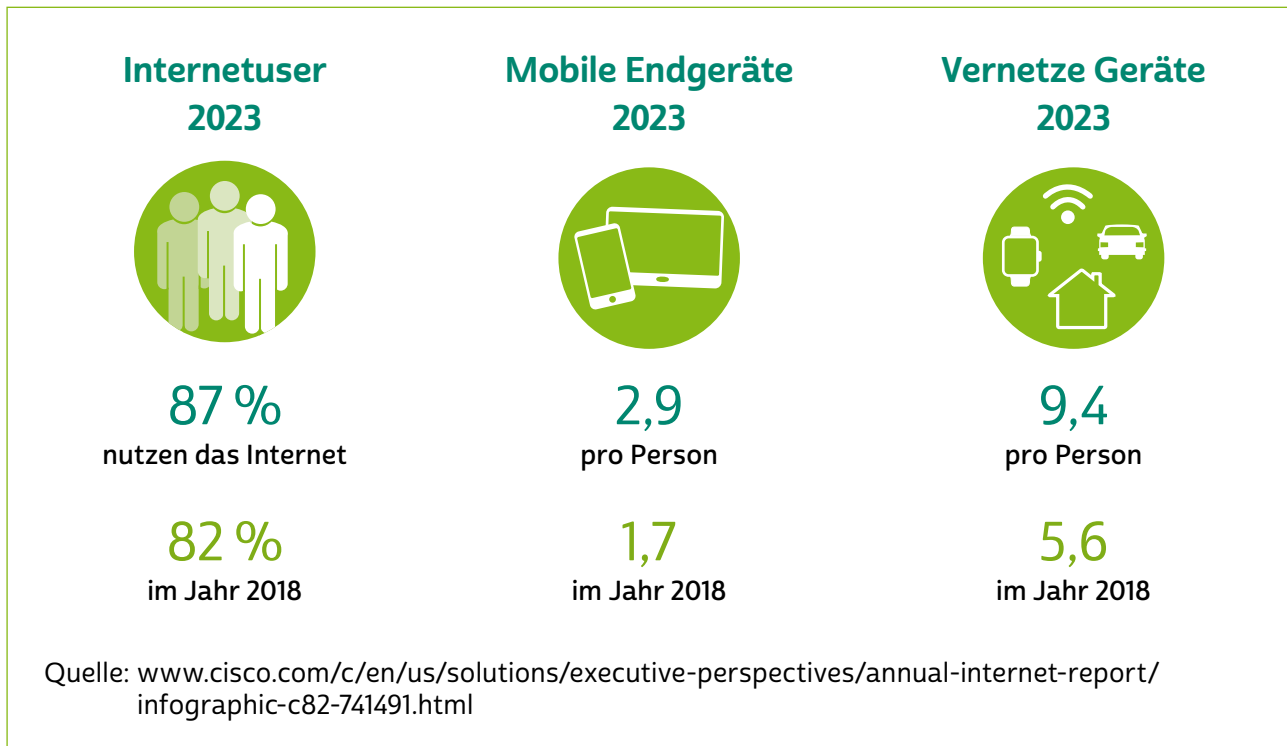 Internetuser
2023
87 %
nutzen das Internet
82 %
im Jahr 2018
Mobile Endgeräte
2023
2,9
pro Person
1,7
im Jahr 2018
Vernetze Geräte
2023
9,4
pro Person
5,6
im Jahr 2018
Quelle: www.cisco.com/c/en/us/solutions/executive-perspectives/annual-internet-report/
infographic-c82-741491.html